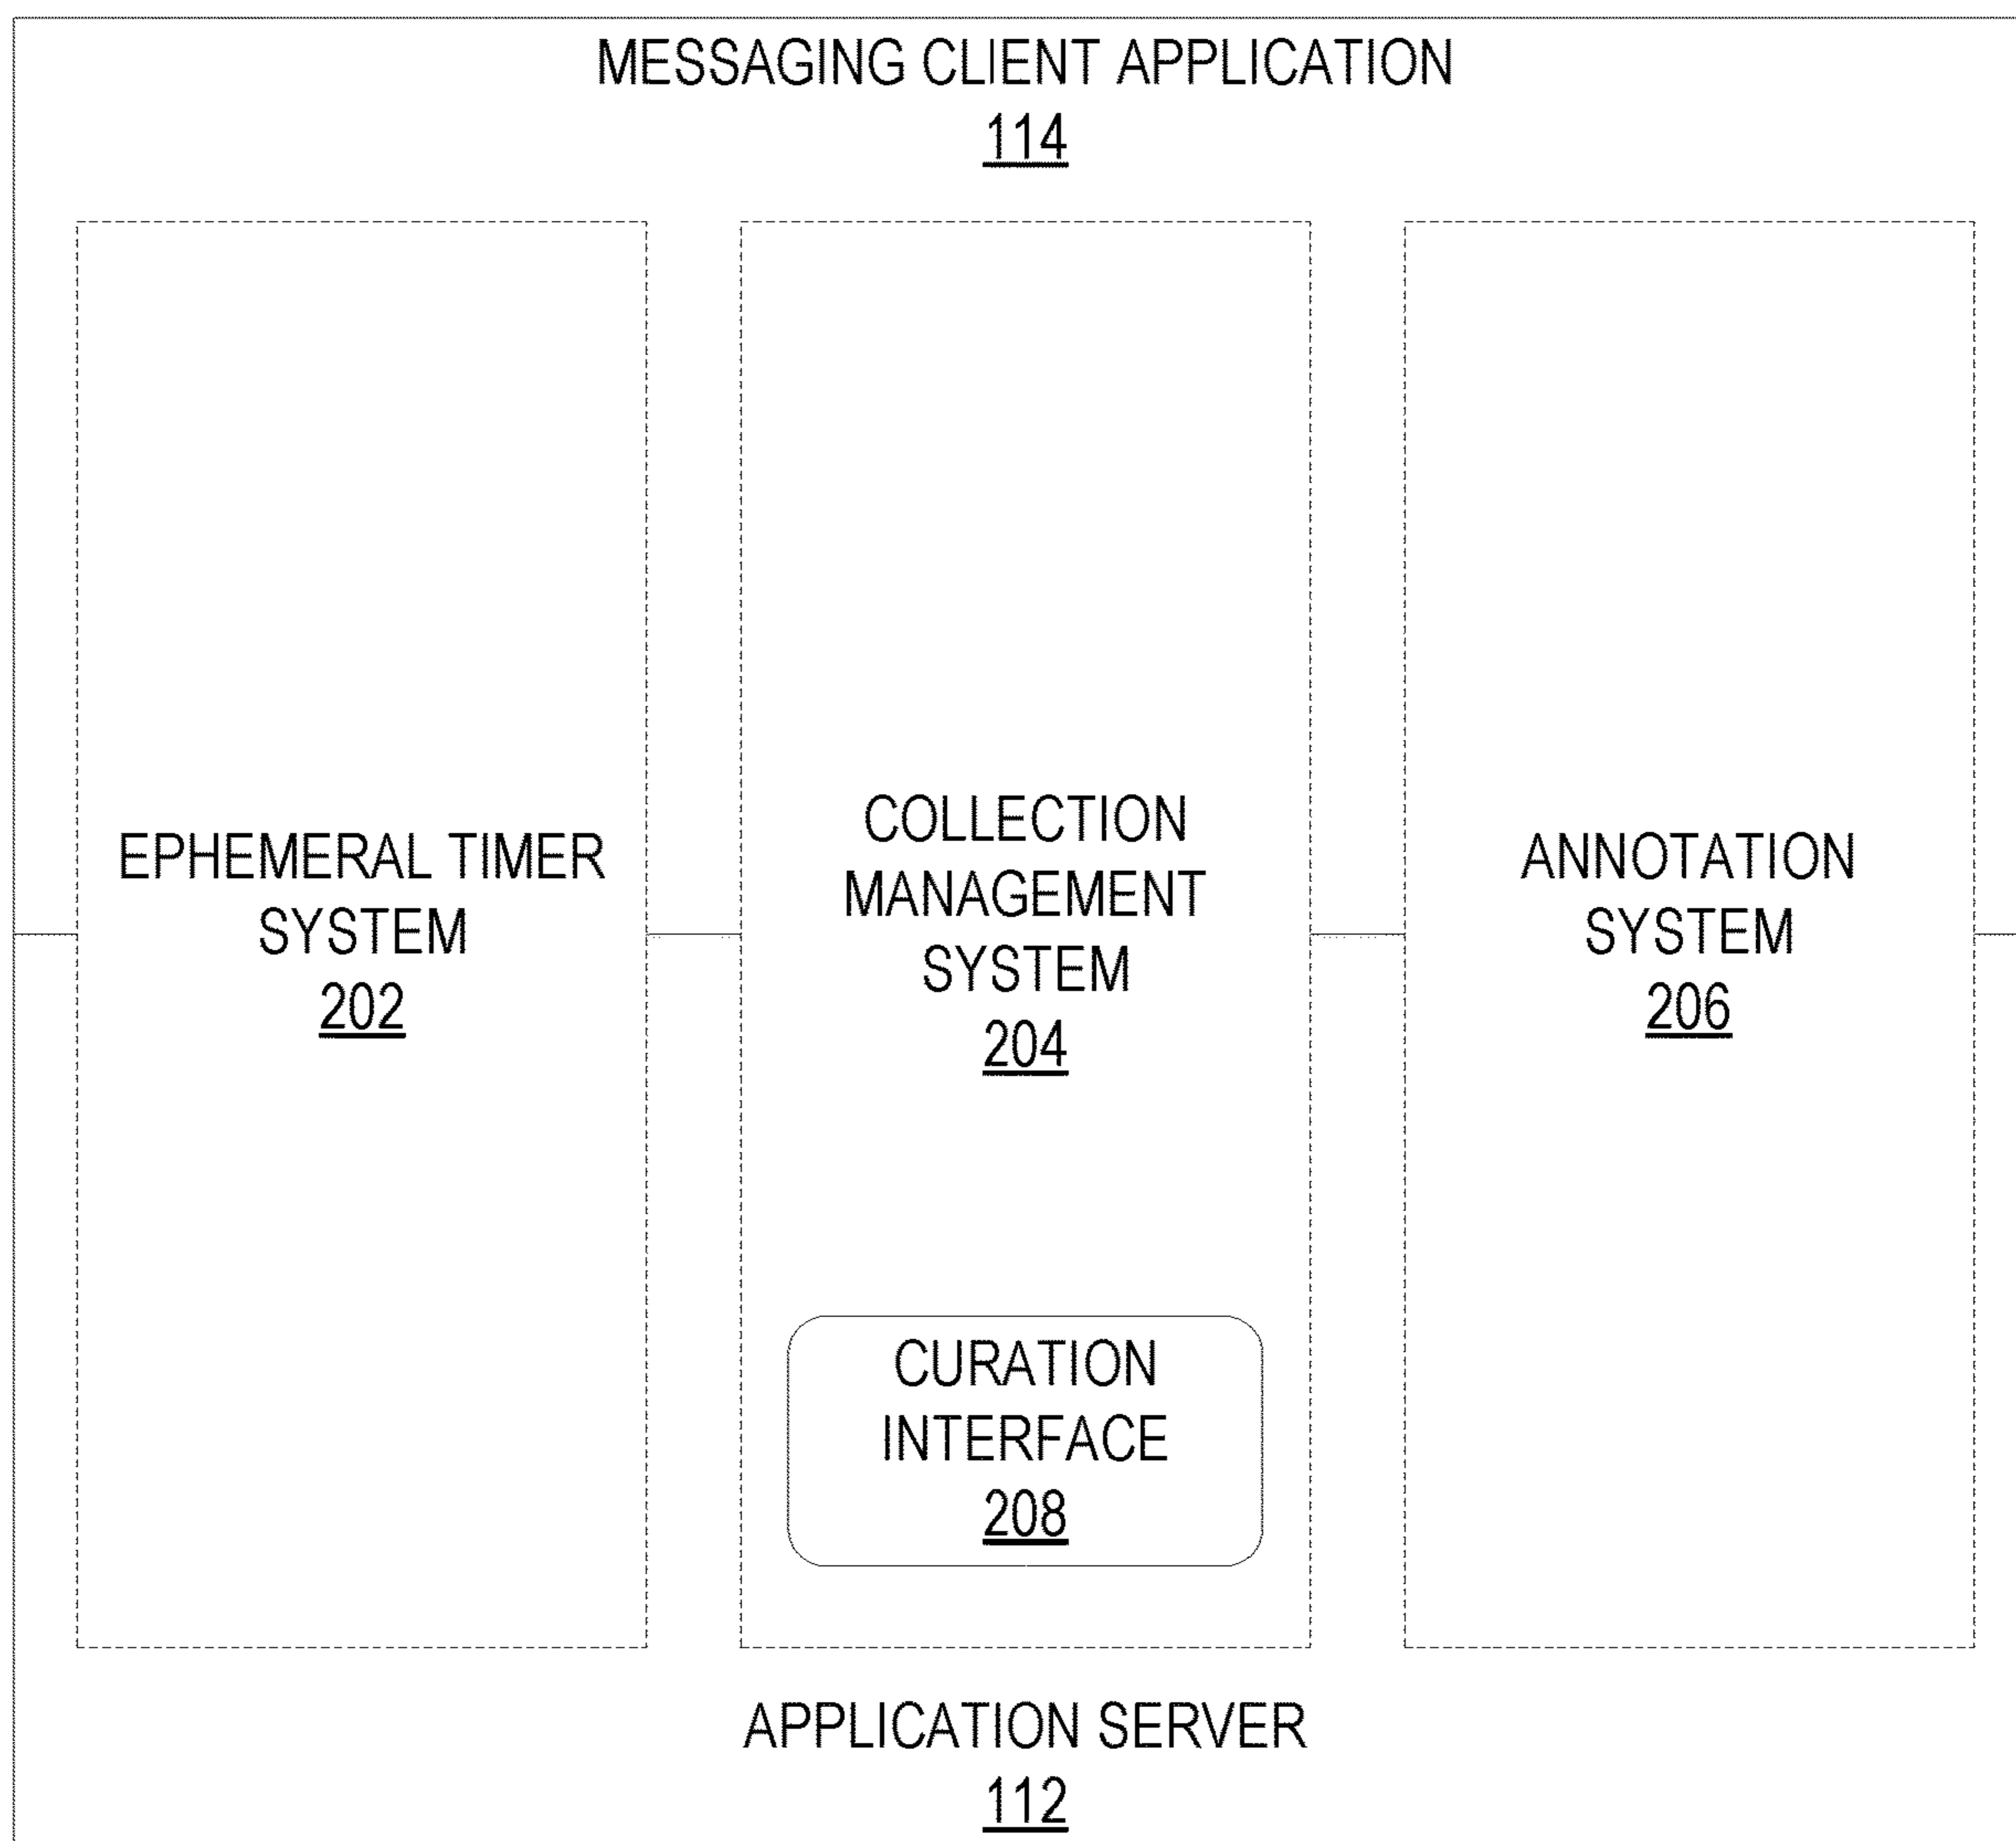 MESSAGING CLIENT APPLICATION
114
EPHEMERAL TIMER
SYSTEM
202
COLLECTION
MANAGEMENT
SYSTEM
204
ANNOTATION
SYSTEM
206
CURATION
INTERFACE
208
APPLICATION SERVER
112